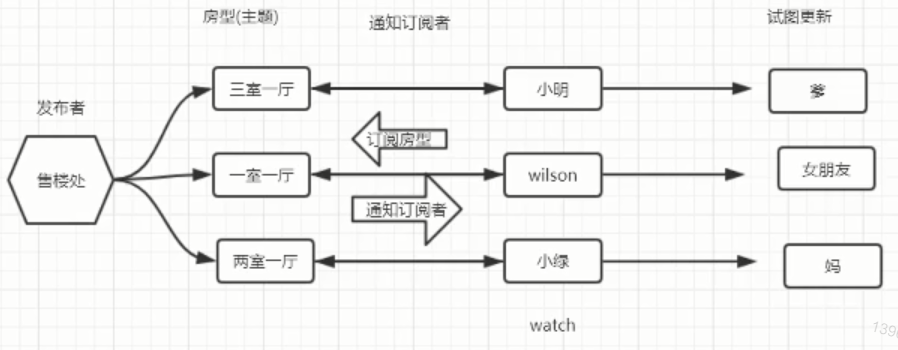 房型(主题)
通知订阅者
试图更新
发布者
售楼处
三室一厅
小明
爹
订阅房型
一室一厅
wilson
女朋友
通知订阅者
两室一厅
小绿
妈
watch